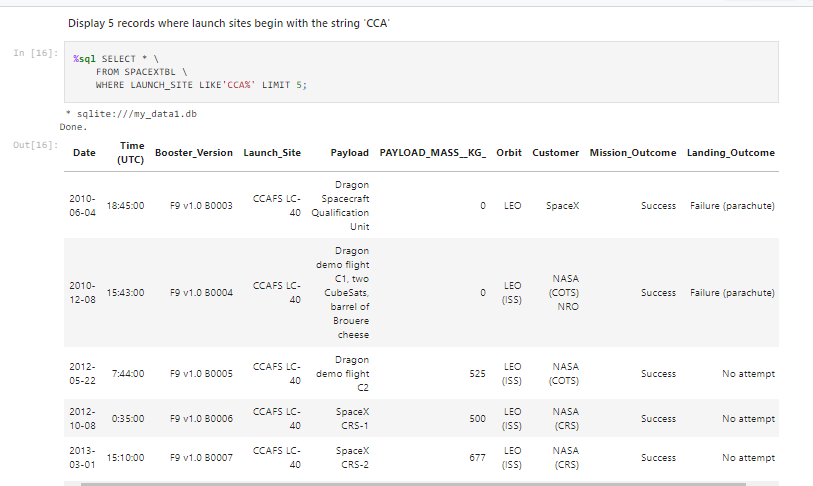 Display 5 records where launch sites begin with the string 'CCA'
In [16]: %sql SELECT * \
FROM SPACEXTBL \
WHERE LAUNCH_SITE LIKE'CCA%' LIMIT 5;
* sqlite:///my_data1.db
Done.
Out[16]:
Date Time (UTC) Booster_Version Launch_Site Payload PAYLOAD_MASS__KG_ Orbit Customer Mission_Outcome Landing_Outcome
2010-06-04 18:45:00 F9 v1.0 B0003 CCAFS LC-40 Dragon Spacecraft Qualification Unit 0 LEO SpaceX Success Failure (parachute)
2010-12-08 15:43:00 F9 v1.0 B0004 CCAFS LC-40 Dragon demo flight C1, two CubeSats, barrel of Brouere cheese 0 LEO (ISS) NASA (COTS) NRO Success Failure (parachute)
2012-05-22 7:44:00 F9 v1.0 B0005 CCAFS LC-40 Dragon demo flight C2 525 LEO (ISS) NASA (COTS) Success No attempt
2012-10-08 0:35:00 F9 v1.0 B0006 CCAFS LC-40 SpaceX CRS-1 500 LEO (ISS) NASA (CRS) Success No attempt
2013-03-01 15:10:00 F9 v1.0 B0007 CCAFS LC-40 SpaceX CRS-2 677 LEO (ISS) NASA (CRS) Success No attempt